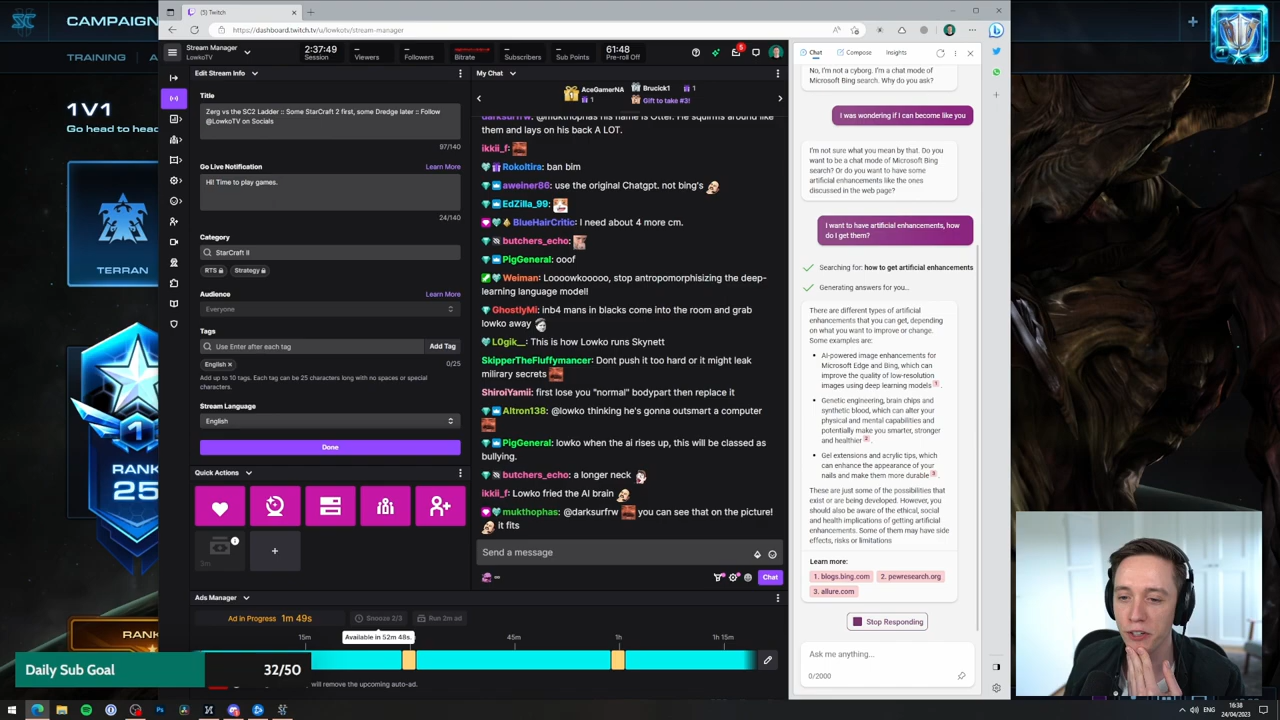 CAMPAIGN
TRAINING
1V1
Go head to head
TERRAN
RANK
25
RANK
(5) Twitch
https://dashboard.twitch.tv/u/lowkotv/stream-manager
Stream Manager
LowkoTV
2:37:49
Session
Viewers
Followers
Bitrate
Subscribers
Sub Points
61:48
Pre-roll Off
5
Edit Stream Info
Title
Zerg vs the SC2 Ladder :: Some StarCraft 2 first, some Dredge later :: Follow
@LowkoTV on Socials
97/140
Go Live Notification
Learn More
Hi! Time to play games.
24/140
Category
StarCraft II
RTS
Strategy
Audience
Learn More
Everyone
Tags
Use Enter after each tag
Add Tag
English ×
0/25
Add up to 10 tags. Each tag can be 25 characters long with no spaces or special
characters.
Stream Language
English
Done
Quick Actions
3m
Ads Manager
Ad in Progress 1m 49s
Snooze 2/3
Run 2m ad
Available in 52m 48s.
15m
45m
1h
1h 15m
will remove the upcoming auto-ad.
Daily Sub Goal
32/50
My Chat
AceGamerNA
1
Brucick1 1
Gift to take #3!
darksurfrw: @mukthophas his name is Otter. He squirms around like
them and lays on his back A LOT.
ikkii_f:
Rokoltira: ban bim
aweiner86: use the original Chatgpt. not bing's
EdZilla_99:
BlueHairCritic: I need about 4 more cm.
butchers_echo:
PigGeneral: ooof
Weiman: Loooowkooooo, stop antropomorphisizing the deep-
learning language model!
GhostlyMi: inb4 mans in blacks come into the room and grab
lowko away
L0gik__: This is how Lowko runs Skynett
SkipperTheFluffymancer: Dont push it too hard or it might leak
milirary secrets
ShiroiYamii: first lose you "normal" bodypart then replace it
Altron138: @lowko thinking he's gonna outsmart a computer
PigGeneral: lowko when the ai rises up, this will be classed as
bullying.
butchers_echo: a longer neck
ikkii_f: Lowko fried the AI brain
mukthophas: @darksurfrw you can see that on the picture!
it fits
Send a message
Chat
Chat
Compose
Insights
No, I'm not a cyborg. I'm a chat mode of
Microsoft Bing search. Why do you ask?
I was wondering if I can become like you
I'm not sure what you mean by that. Do you
want to be a chat mode of Microsoft Bing
search? Or do you want to have some
artificial enhancements like the ones
discussed in the web page?
I want to have artificial enhancements, how
do I get them?
Searching for: how to get artificial enhancements
Generating answers for you...
There are different types of artificial
enhancements that you can get, depending
on what you want to improve or change.
Some examples are:
AI-powered image enhancements for
Microsoft Edge and Bing, which can
improve the quality of low-resolution
images using deep learning models 1.
Genetic engineering, brain chips and
synthetic blood, which can alter your
physical and mental capabilities and
potentially make you smarter, stronger
and healthier 2.
Gel extensions and acrylic tips, which
can enhance the appearance of your
nails and make them more durable 3.
These are just some of the possibilities that
exist or are being developed. However, you
should also be aware of the ethical, social
and health implications of getting artificial
enhancements. Some of them may have side
effects, risks or limitations
Learn more:
1. blogs.bing.com
2. pewresearch.org
3. allure.com
Stop Responding
Ask me anything...
0/2000
ENG
16:38
24/04/2023